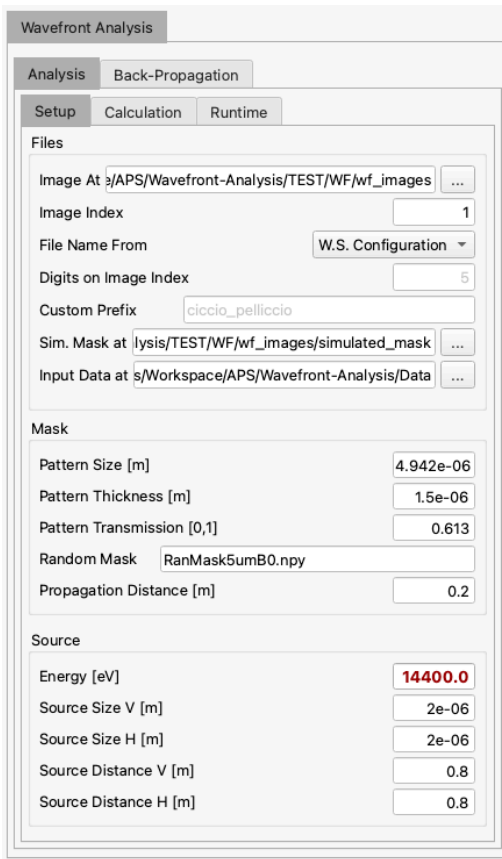 Wavefront Analysis
Analysis Back-Propagation
Setup Calculation Runtime
Files
Image At e/APS/Wavefront-Analysis/TEST/WF/wf_images ...
Image Index 1
File Name From W.S. Configuration
Digits on Image Index 5
Custom Prefix ciccio_pelliccio
Sim. Mask at lysis/TEST/WF/wf_images/simulated_mask ...
Input Data at s/Workspace/APS/Wavefront-Analysis/Data ...
Mask
Pattern Size [m] 4.942e-06
Pattern Thickness [m] 1.5e-06
Pattern Transmission [0,1] 0.613
Random Mask RanMask5umB0.npy
Propagation Distance [m] 0.2
Source
Energy [eV] 14400.0
Source Size V [m] 2e-06
Source Size H [m] 2e-06
Source Distance V [m] 0.8
Source Distance H [m] 0.8